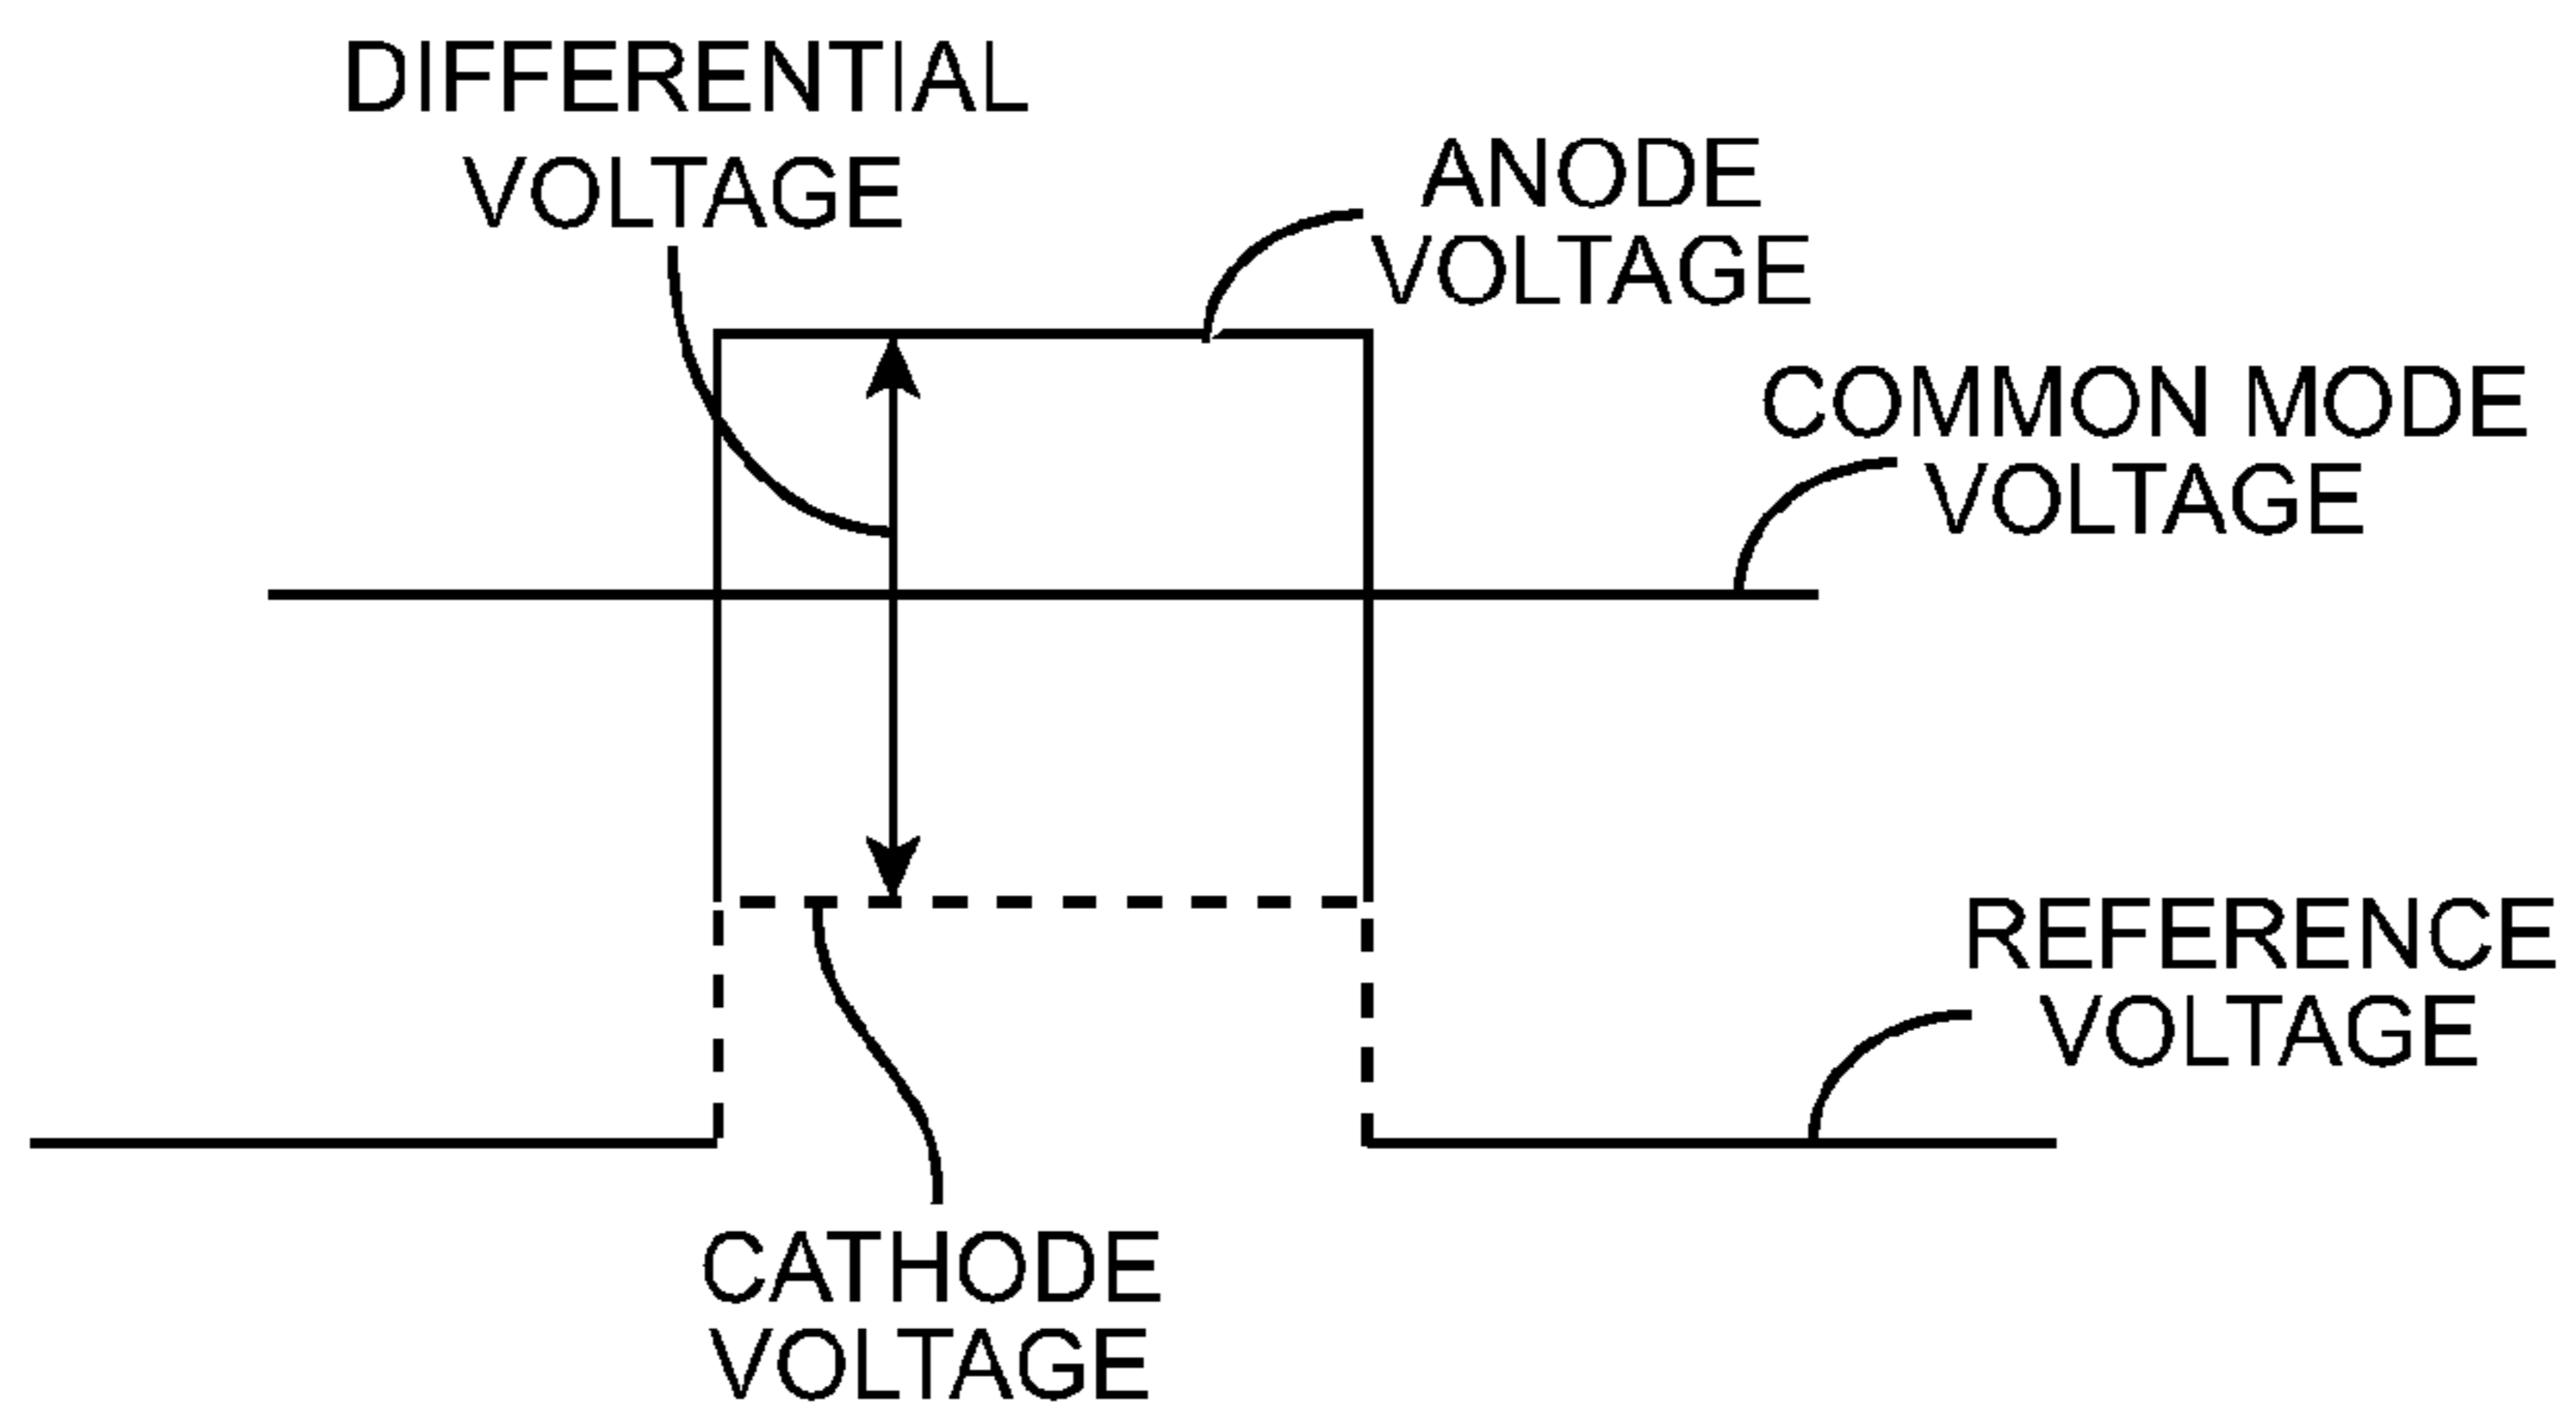 DIFFERENTIAL
VOLTAGE
ANODE
VOLTAGE
COMMON MODE
VOLTAGE
REFERENCE
VOLTAGE
CATHODE
VOLTAGE